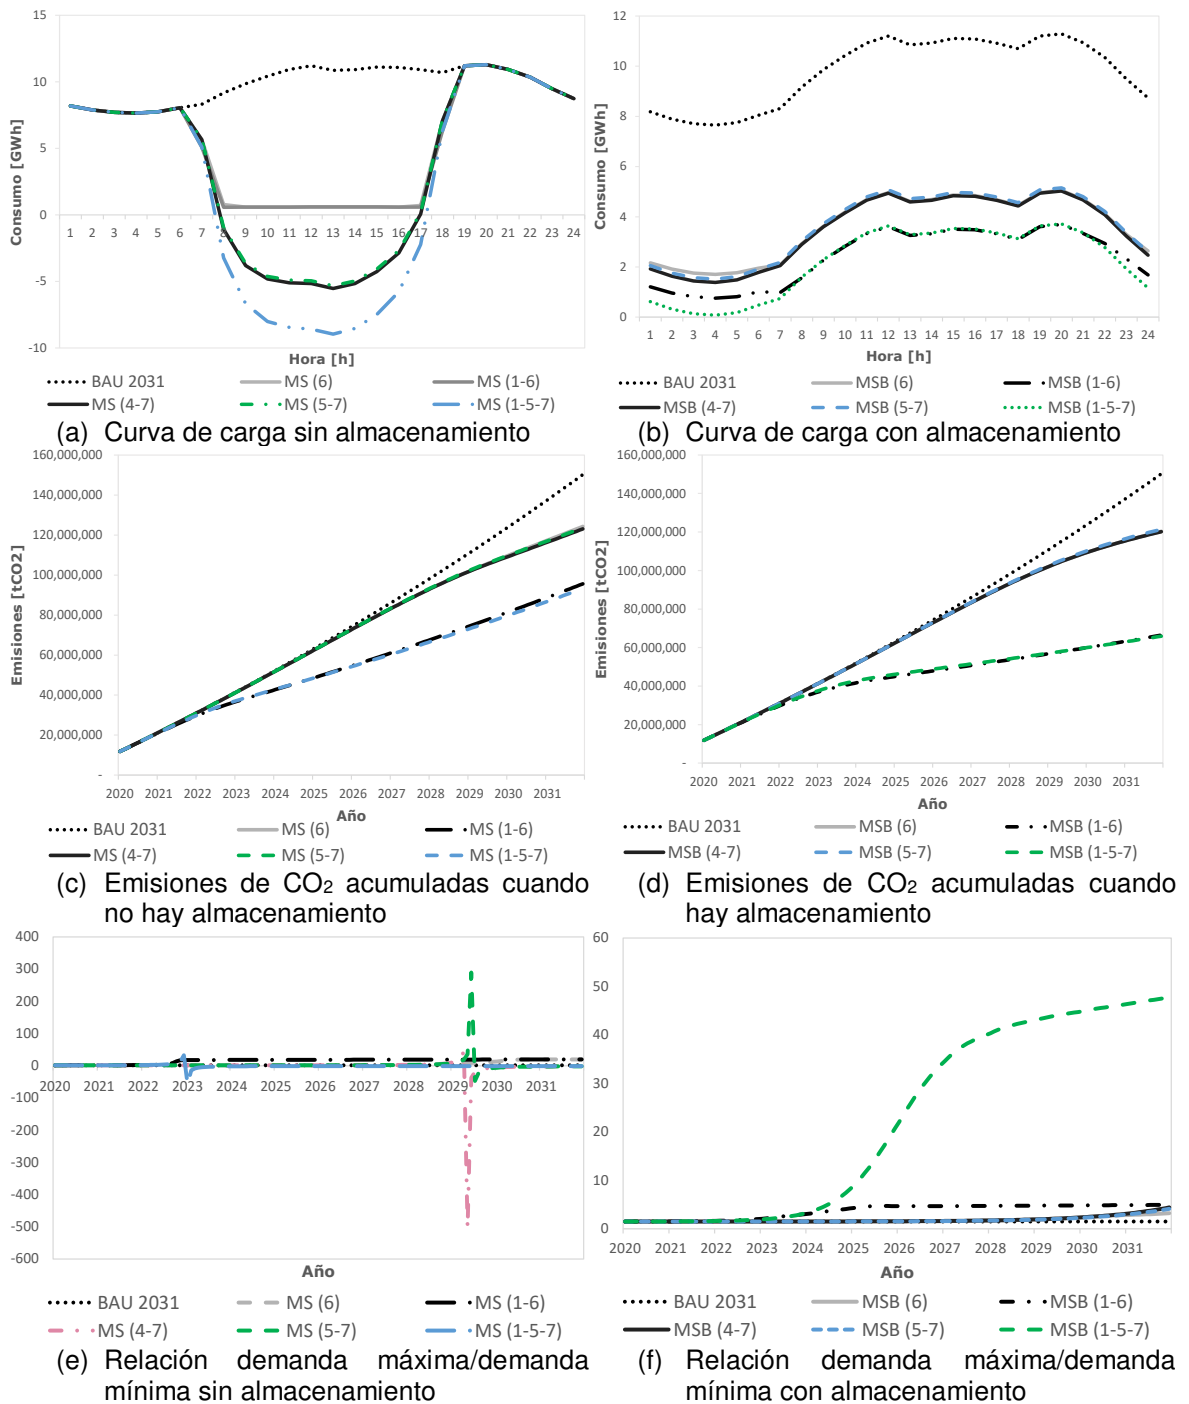 15
10
5
0
-5
-10
Consumo [GWh]
1 2 3 4 5 6 7 8 9 10 11 12 13 14 15 16 17 18 19 20 21 22 23 24
Hora [h]
BAU 2031 MS (6) MS (1-6)
MS (4-7) MS (5-7) MS (1-5-7)
(a) Curva de carga sin almacenamiento
12
10
8
6
4
2
0
Consumo [GWh]
1 2 3 4 5 6 7 8 9 10 11 12 13 14 15 16 17 18 19 20 21 22 23 24
Hora [h]
BAU 2031 MSB (6) MSB (1-6)
MSB (4-7) MSB (5-7) MSB (1-5-7)
(b) Curva de carga con almacenamiento
160,000,000
140,000,000
120,000,000
100,000,000
80,000,000
60,000,000
40,000,000
20,000,000
-
Emisiones [tCO2]
2020 2021 2022 2023 2024 2025 2026 2027 2028 2029 2030 2031
Año
BAU 2031 MS (6) MS (1-6)
MS (4-7) MS (5-7) MS (1-5-7)
(c) Emisiones de CO2 acumuladas cuando
no hay almacenamiento
160,000,000
140,000,000
120,000,000
100,000,000
80,000,000
60,000,000
40,000,000
20,000,000
-
Emisiones [tCO2]
2020 2021 2022 2023 2024 2025 2026 2027 2028 2029 2030 2031
Año
BAU 2031 MSB (6) MSB (1-6)
MSB (4-7) MSB (5-7) MSB (1-5-7)
(d) Emisiones de CO2 acumuladas cuando
hay almacenamiento
400
300
200
100
0
-100
-200
-300
-400
-500
-600
2020 2021 2022 2023 2024 2025 2026 2027 2028 2029 2030 2031
Año
BAU 2031 MS (6) MS (1-6)
MS (4-7) MS (5-7) MS (1-5-7)
(e) Relación demanda máxima/demanda
mínima sin almacenamiento
60
50
40
30
20
10
0
2020 2021 2022 2023 2024 2025 2026 2027 2028 2029 2030 2031
Año
BAU 2031 MSB (6) MSB (1-6)
MSB (4-7) MSB (5-7) MSB (1-5-7)
(f) Relación demanda máxima/demanda
mínima con almacenamiento